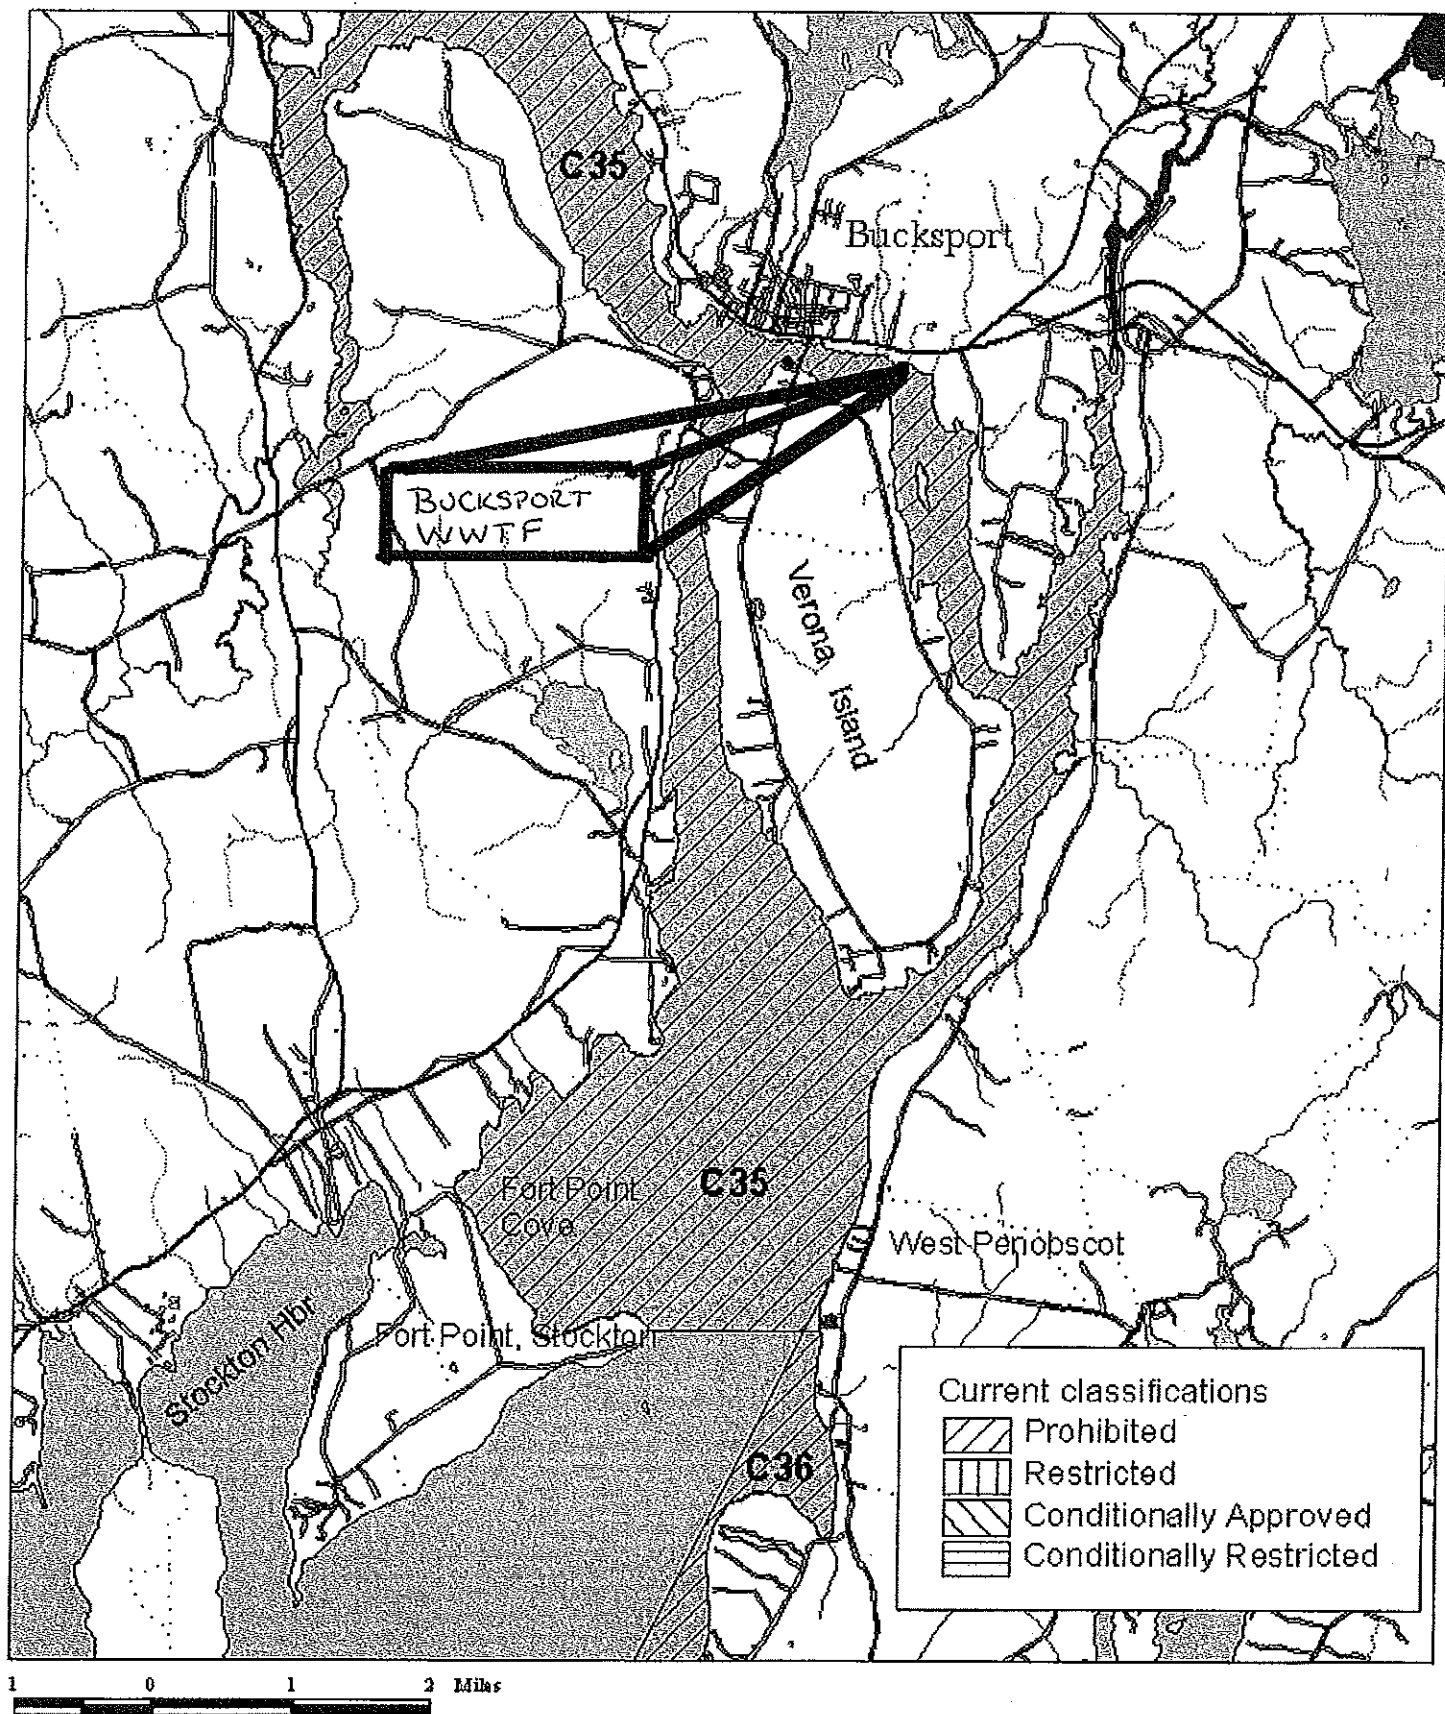 C35
Bucksport
BUCKSPORT
WWTF
Verona
Island
Fort Point
Cove
C35
West Penobscot
Stockton Hbr
Fort Point, Stockton
C36
Current classifications
Prohibited
Restricted
Conditionally Approved
Conditionally Restricted
1 0 1 2 Miles